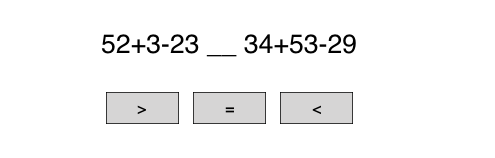 52+3-23 __ 34+53-29
> = <